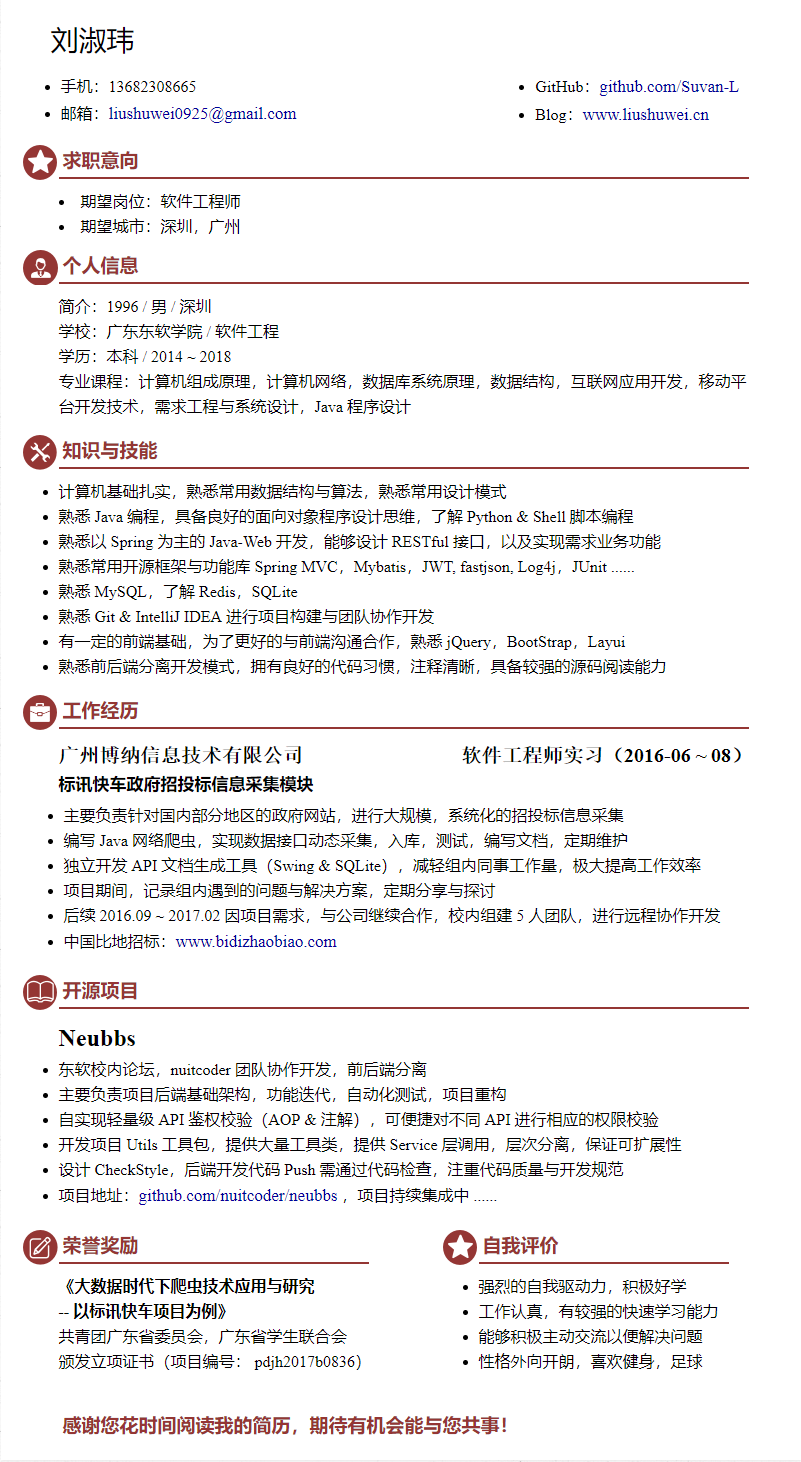 刘淑玮
手机：13682308665
GitHub：github.com/Suvan-L
邮箱：liushuwei0925@gmail.com
Blog：www.liushuwei.cn
求职意向
期望岗位：软件工程师
期望城市：深圳，广州
个人信息
简介：1996 / 男 / 深圳
学校：广东东软学院 / 软件工程
学历：本科 / 2014 ~ 2018
专业课程：计算机组成原理，计算机网络，数据库系统原理，数据结构，互联网应用开发，移动平
台开发技术，需求工程与系统设计，Java 程序设计
知识与技能
计算机基础扎实，熟悉常用数据结构与算法，熟悉常用设计模式
熟悉 Java 编程，具备良好的面向对象程序设计思维，了解 Python & Shell 脚本编程
熟悉以 Spring 为主的 Java-Web 开发，能够设计 RESTful 接口，以及实现需求业务功能
熟悉常用开源框架与功能库 Spring MVC，Mybatis，JWT, fastjson, Log4j，JUnit ......
熟悉 MySQL，了解 Redis，SQLite
熟悉 Git & IntelliJ IDEA 进行项目构建与团队协作开发
有一定的前端基础，为了更好的与前端沟通合作，熟悉 jQuery，BootStrap，Layui
熟悉前后端分离开发模式，拥有良好的代码习惯，注释清晰，具备较强的源码阅读能力
工作经历
广州博纳信息技术有限公司 软件工程师实习（2016-06 ~ 08）
标讯快车政府招投标信息采集模块
主要负责针对国内部分地区的政府网站，进行大规模，系统化的招投标信息采集
编写 Java 网络爬虫，实现数据接口动态采集，入库，测试，编写文档，定期维护
独立开发 API 文档生成工具（Swing & SQLite）, 减轻组内同事工作量，极大提高工作效率
项目期间，记录组内遇到的问题与解决方案，定期分享与探讨
后续 2016.09 ~ 2017.02 因项目需求，与公司继续合作，校内组建 5 人团队，进行远程协作开发
中国比地招标：www.bidizhaobiao.com
开源项目
Neubbs
东软校内论坛，nuitcoder 团队协作开发，前后端分离
主要负责项目后端基础架构，功能迭代，自动化测试，项目重构
自实现轻量级 API 鉴权校验（AOP & 注解）, 可便捷对不同 API 进行相应的权限校验
开发项目 Utils 工具包，提供大量工具类，提供 Service 层调用，层次分离，保证可扩展性
设计 CheckStyle，后端开发代码 Push 需通过代码检查，注重代码质量与开发规范
项目地址：github.com/nuitcoder/neubbs ，项目持续集成中 ......
荣誉奖励
《大数据时代下爬虫技术应用与研究
-- 以标讯快车项目为例》
共青团广东省委员会，广东省学生联合会
颁发立项证书（项目编号： pdjh2017b0836）
自我评价
强烈的自我驱动力，积极好学
工作认真，有较强的快速学习能力
能够积极主动交流以便解决问题
性格外向开朗，喜欢健身，足球
感谢您花时间阅读我的简历，期待有机会能与您共事！